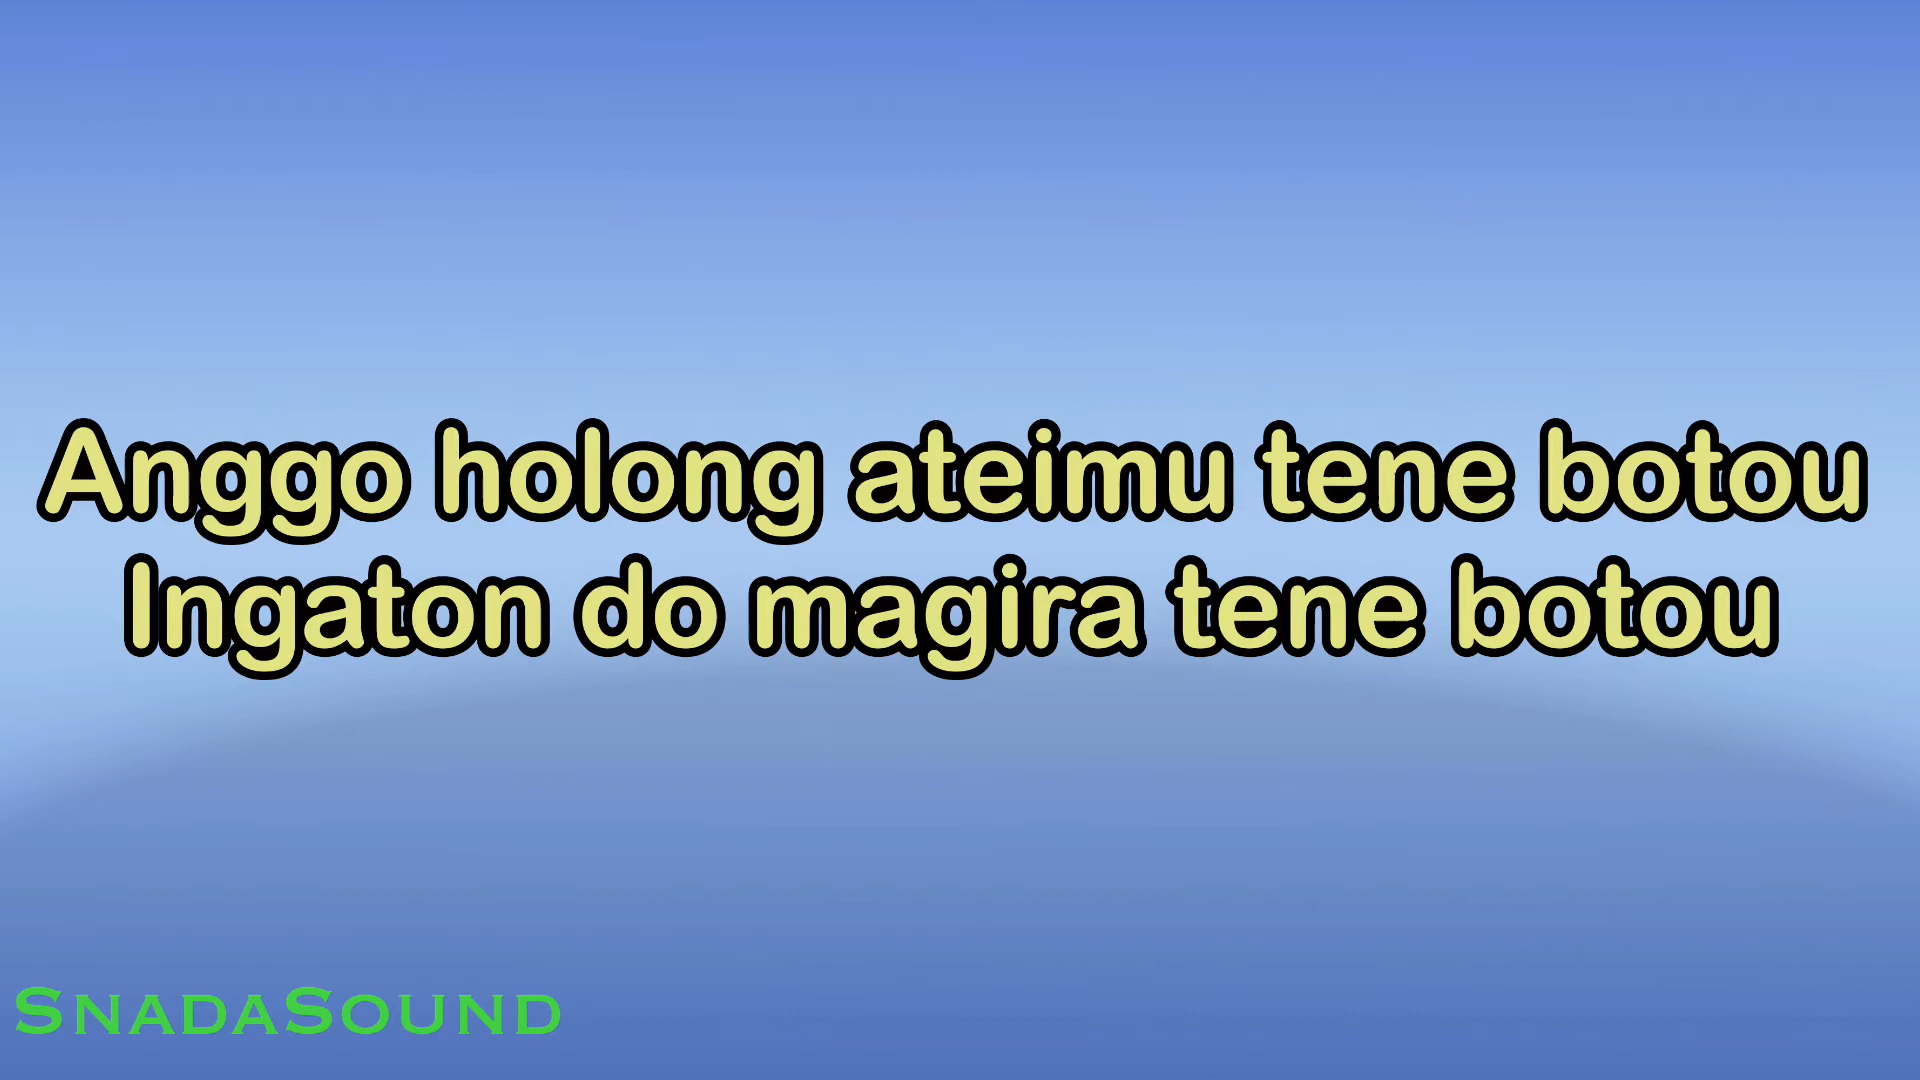 Anggo holong ateimu tene botou
Ingaton do magira tene botou
SnadaSound